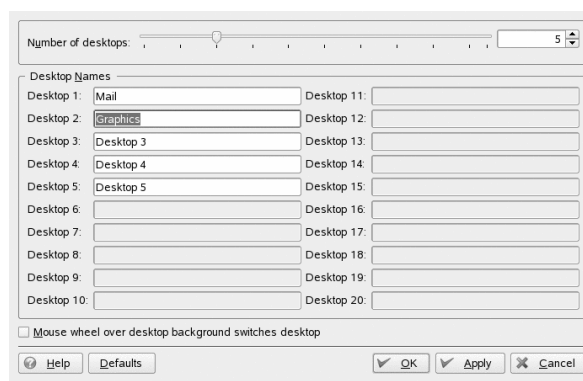 Number of desktops: 5
Desktop Names
Desktop 1: Mail Desktop 11:
Desktop 2: Graphics Desktop 12:
Desktop 3: Desktop 3 Desktop 13:
Desktop 4: Desktop 4 Desktop 14:
Desktop 5: Desktop 5 Desktop 15:
Desktop 6: Desktop 16:
Desktop 7: Desktop 17:
Desktop 8: Desktop 18:
Desktop 9: Desktop 19:
Desktop 10: Desktop 20:
Mouse wheel over desktop background switches desktop
Help Defaults OK Apply Cancel